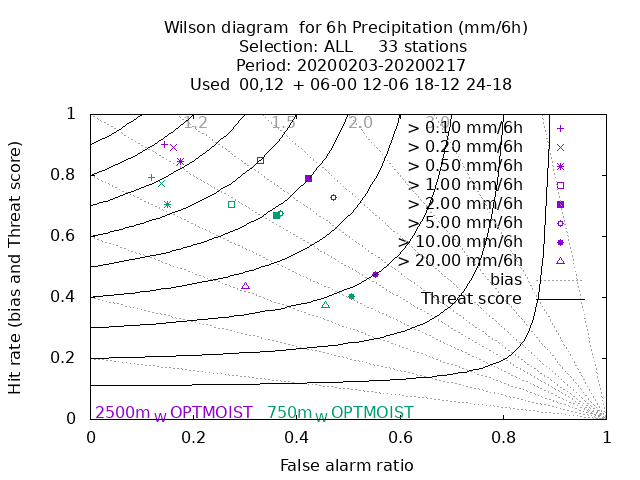 Wilson diagram  for 6h Precipitation (mm/6h)
Selection: ALL     33 stations
Period: 20200203-20200217
Used  00,12  + 06-00 12-06 18-12 24-18
1.2 1.5 2.0 3.0
> 0.10 mm/6h
> 0.20 mm/6h
> 0.50 mm/6h
> 1.00 mm/6h
> 2.00 mm/6h
> 5.00 mm/6h
> 10.00 mm/6h
> 20.00 mm/6h
bias
Threat score
1
0.8
0.6
0.4
0.2
0
Hit rate (bias and Threat score)
2500m WOPTMOIST 750m WOPTMOIST
0 0.2 0.4 0.6 0.8 1
False alarm ratio